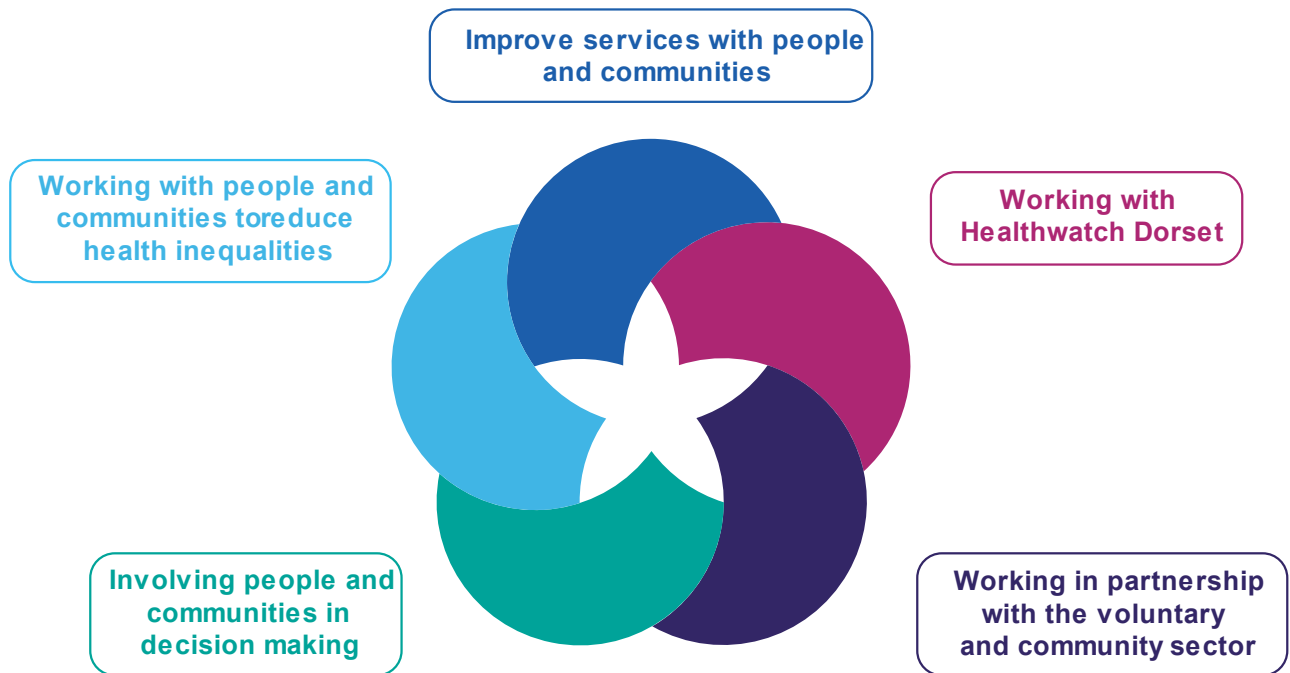 Improve services with people
and communities
Working with people and
communities toreduce
health inequalities
Working with
Healthwatch Dorset
Involving people and
communities in
decision making
Working in partnership
with the voluntary
and community sector